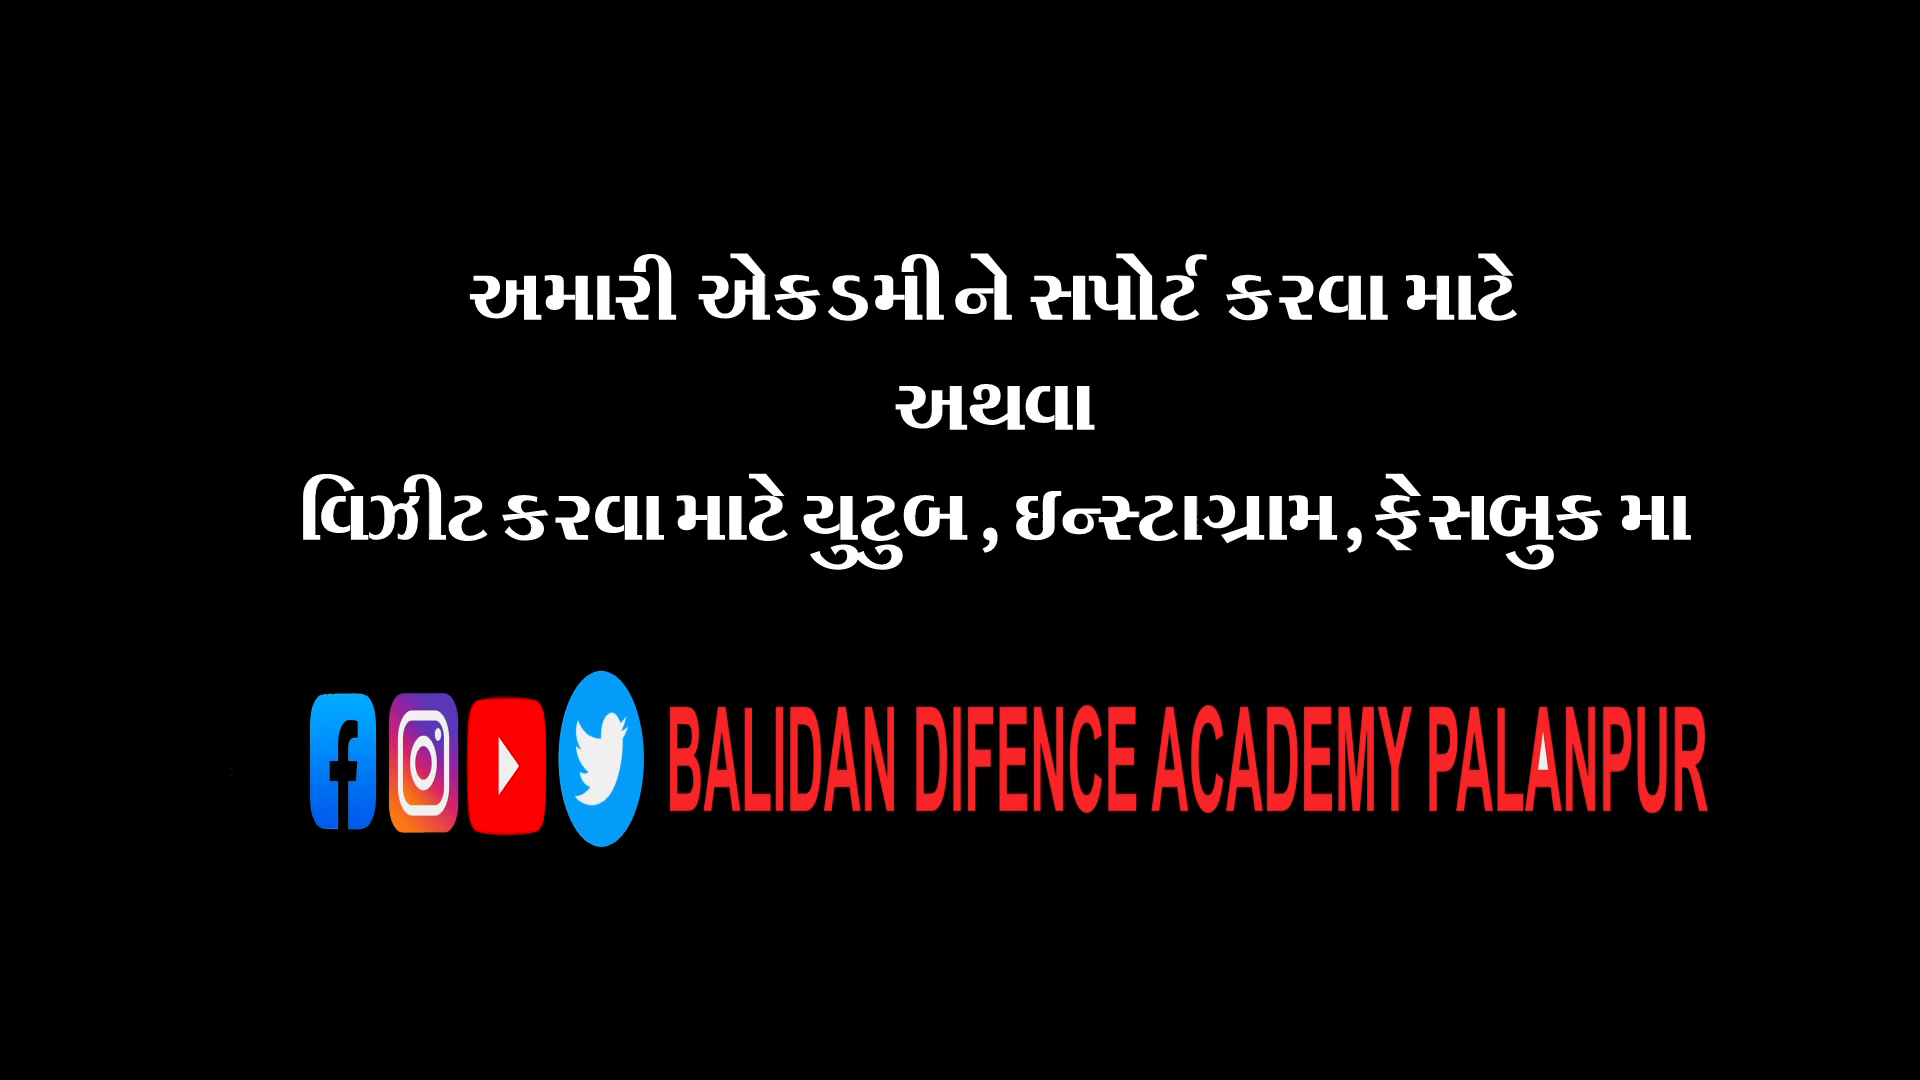 અમારી એકડમી ને સપોર્ટ કરવા માટે
અથવા
વિઝીટ કરવા માટે યુટુબ , ઇન્સ્ટાગ્રામ , ફેસબુક મા
BALIDAN DIFENCE ACADEMY PALANPUR